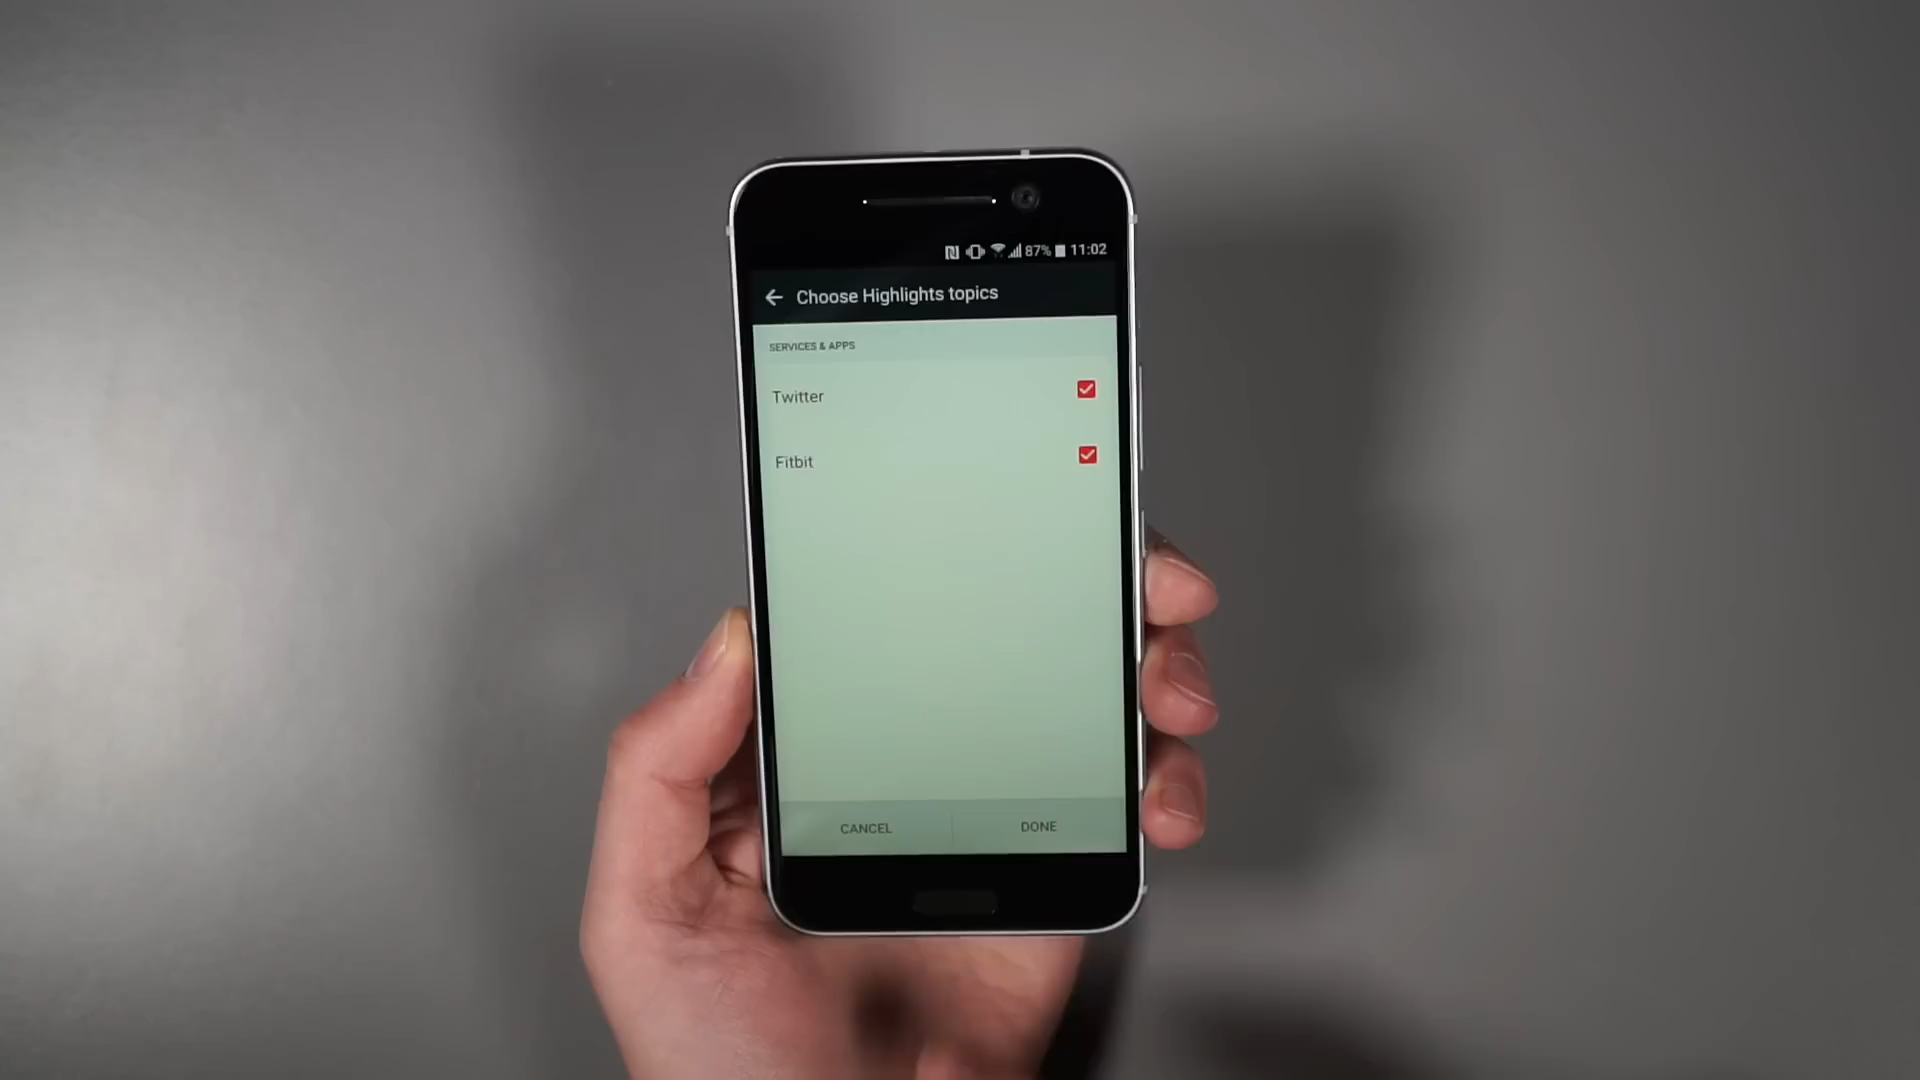 87% 11:02
Choose Highlights topics
SERVICES & APPS
Twitter
Fitbit
CANCEL DONE